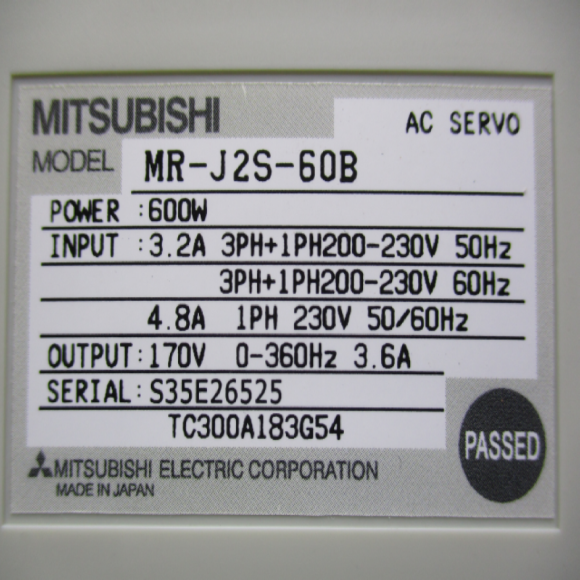 MITSUBISHI
AC SERVO
MODEL MR-J2S-60B
POWER :600W
INPUT :3.2A 3PH+1PH200-230V 50Hz
3PH+1PH200-230V 60Hz
4.8A 1PH 230V 50/60Hz
OUTPUT:170V 0-360Hz 3.6A
SERIAL:S35E26525
TC300A183G54
PASSED
MITSUBISHI ELECTRIC CORPORATION
MADE IN JAPAN